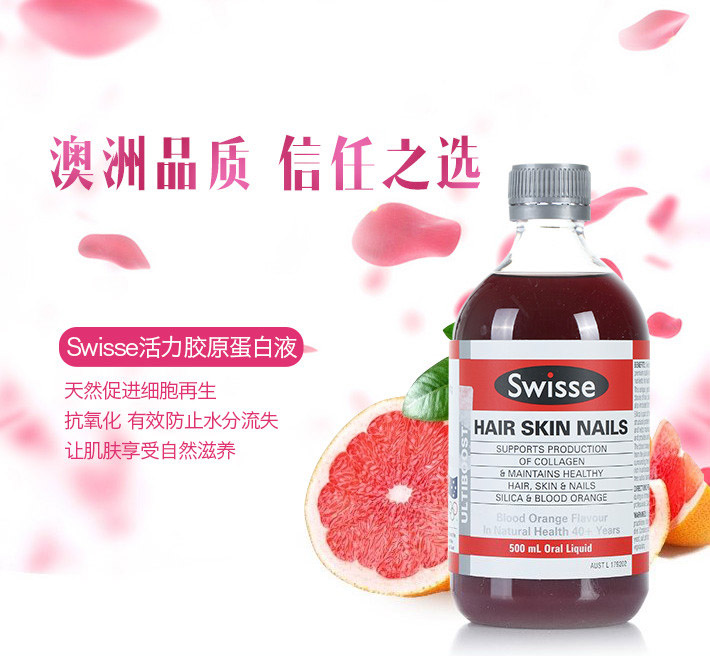 澳洲品质 信任之选
Swisse活力胶原蛋白液
天然促进细胞再生
抗氧化 有效防止水分流失
让肌肤享受自然滋养
Swisse
ULTIBOOST
HAIR SKIN NAILS
SUPPORTS PRODUCTION
OF COLLAGEN
& MAINTAINS HEALTHY
HAIR, SKIN & NAILS
SILICA & BLOOD ORANGE
Blood Orange Flavour
In Natural Health 40+ Years
500 mL Oral Liquid
AUST L 175202